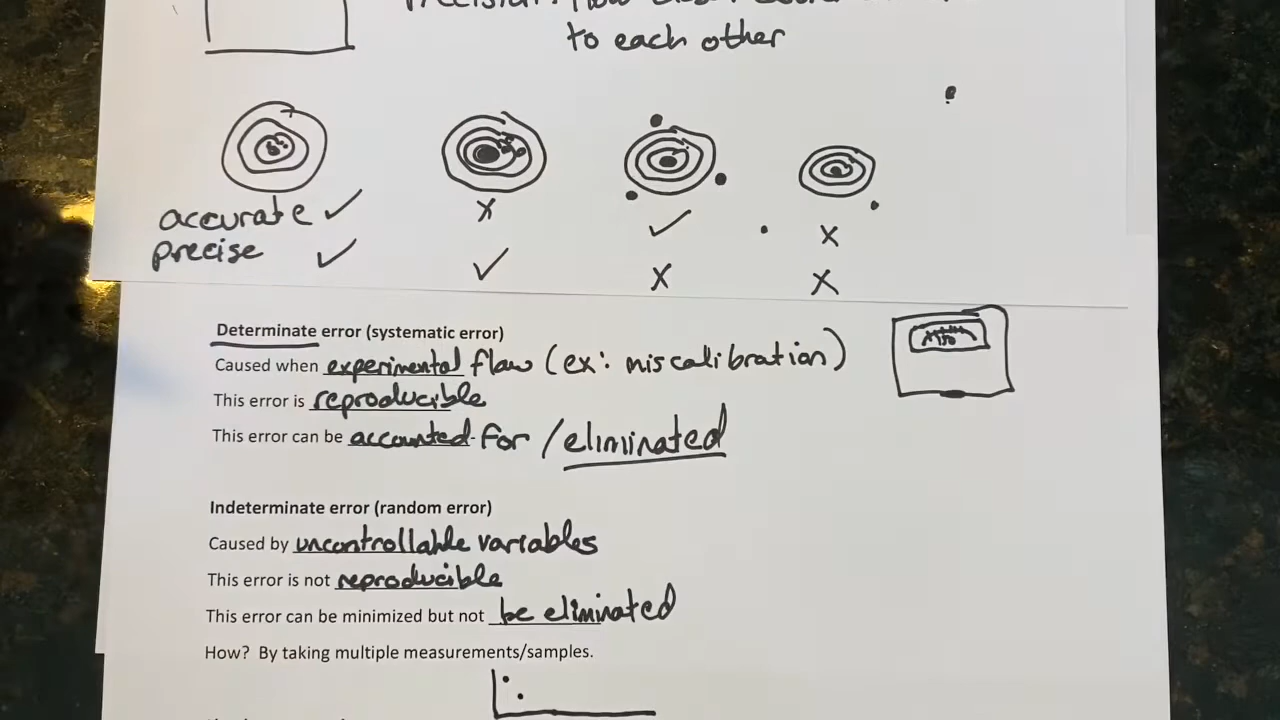 to each other
accurate ✓ x ✓ x
precise ✓ ✓ x x
Determinate error (systematic error)
Caused when experimental flaw (ex: miscalibration)
This error is reproducible
This error can be accounted for /eliminated
Indeterminate error (random error)
Caused by uncontrollable variables
This error is not reproducible
This error can be minimized but not be eliminated
How? By taking multiple measurements/samples.